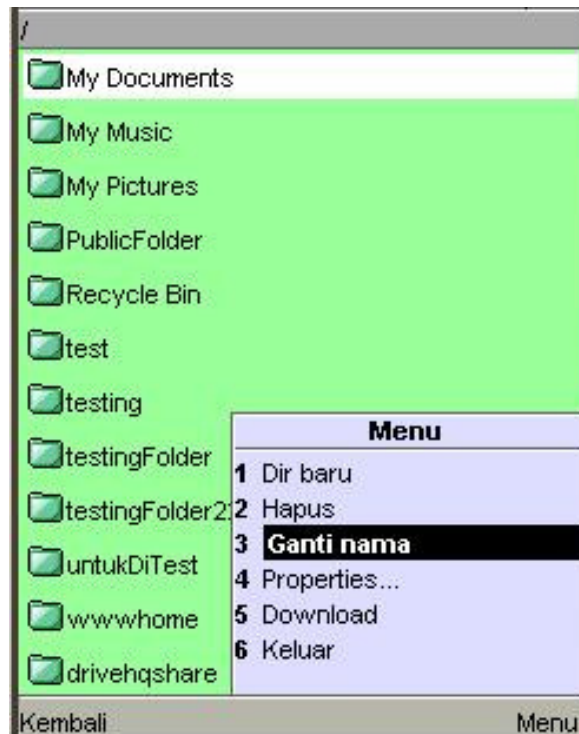 /
My Documents
My Music
My Pictures
PublicFolder
Recycle Bin
test
testing
testingFolder
testingFolder2
untukDiTest
wwwhome
drivehqshare
Menu
1 Dir baru
2 Hapus
3 Ganti nama
4 Properties...
5 Download
6 Keluar
Kembali Menu